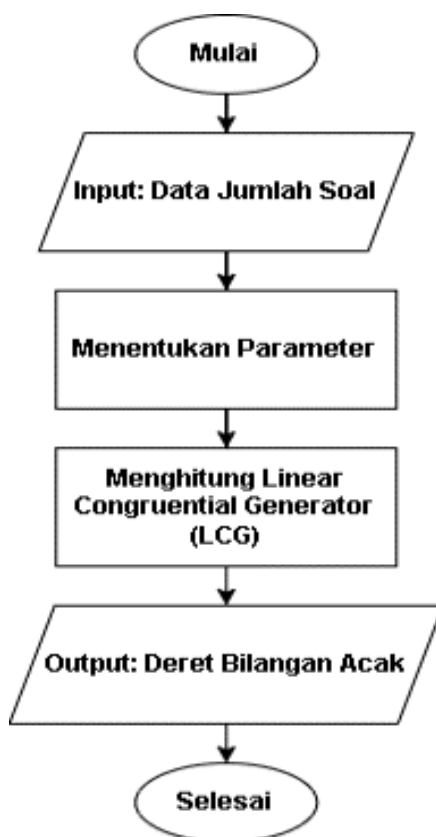 Mulai
Input: Data Jumlah Soal
Menentukan Parameter
Menghitung Linear
Congruential Generator
(LCG)
Output: Deret Bilangan Acak
Selesai